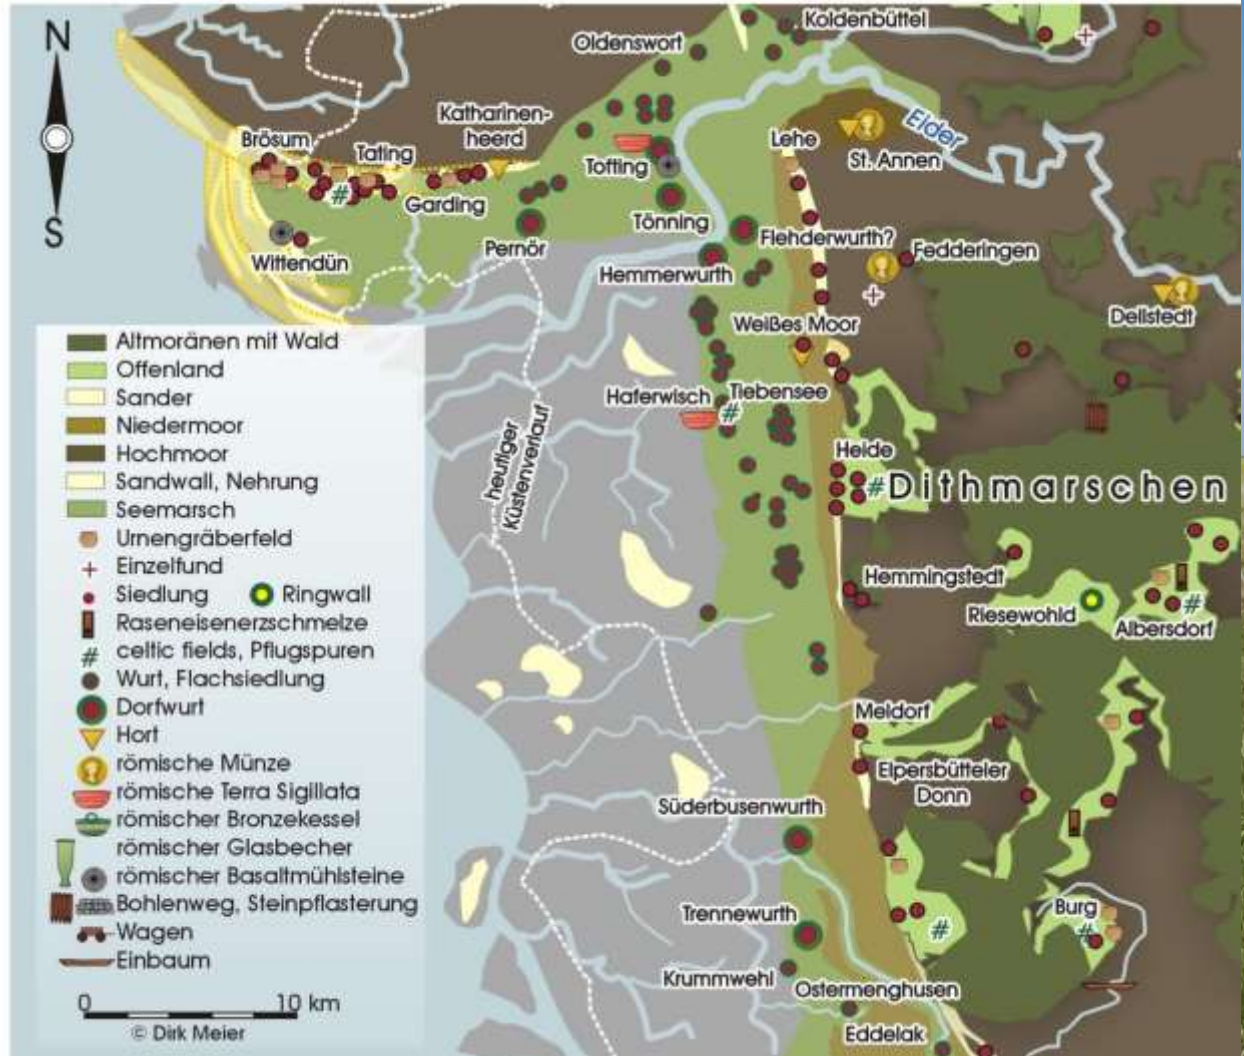 N
S
Koldenbüttel
Oldenswort
Katharinen-
heerd
Eider
Brösum
Tating
Lehe
St. Annen
Tofting
Garding
Tönning
Pernör
Flehderwurth?
Fedderingen
Wittendün
Hemmerwurth
Weißes Moor
Dellstedt
Haferwisch
Tiebensee
heutiger
Küstenverlauf
Heide
Dithmarschen
Hemmingstedt
Riesewohld
Albersdorf
Meldorf
Elpersbütteler
Donn
Süderbusenwurth
Trennewurth
Burg
Krummwehl
Ostermenghusen
Eddelak
Altmoränen mit Wald
Offenland
Sander
Niedermoor
Hochmoor
Sandwall, Nehrung
Seemarsch
Urnengräberfeld
Einzelfund
Siedlung
Ringwall
Raseneisenerzschmelze
celtic fields, Pflugspuren
Wurt, Flachsiedlung
Dorfwurt
Hort
römische Münze
römische Terra Sigillata
römischer Bronzekessel
römischer Glasbecher
römischer Basaltmühlsteine
Bohlenweg, Steinpflasterung
Wagen
Einbaum
0 10 km
© Dirk Meier